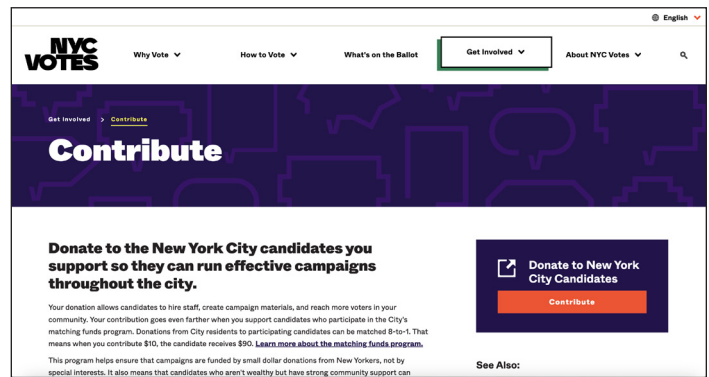 English
NYC
VOTES
Why Vote
How to Vote
What's on the Ballot
Get Involved
About NYC Votes
Get Involved > Contribute
Contribute
Donate to the New York City candidates you
support so they can run effective campaigns
throughout the city.
Your donation allows candidates to hire staff, create campaign materials, and reach more voters in your
community. Your contribution goes even farther when you support candidates who participate in the City's
matching funds program. Donations from City residents to participating candidates can be matched 8-to-1. That
means when you contribute $10, the candidate receives $90. Learn more about the matching funds program.
This program helps ensure that campaigns are funded by small dollar donations from New Yorkers, not by
special interests. It also means that candidates who aren't wealthy but have strong community support can
Donate to New York
City Candidates
Contribute
See Also: